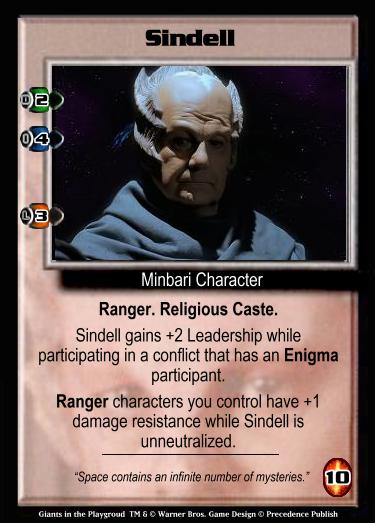 Sindell
D 2
I 4
L 3
Minbari Character
Ranger. Religious Caste.
Sindell gains +2 Leadership while
participating in a conflict that has an Enigma
participant.
Ranger characters you control have +1
damage resistance while Sindell is
unneutralized.
"Space contains an infinite number of mysteries."
10
Giants in the Playgroud TM & © Warner Bros. Game Design © Precedence Publish